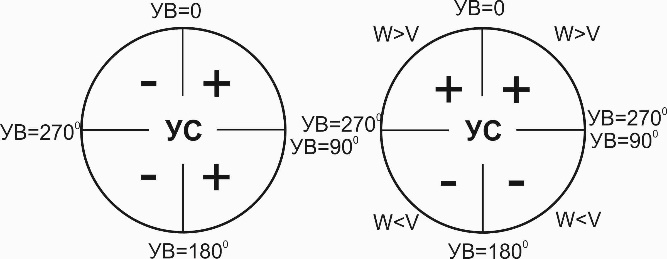 УВ=0
- +
УВ=270⁰ УС УВ=90⁰
- +
УВ=180⁰
УВ=0
W>V W>V
+ +
УВ=270⁰ УС УВ=270⁰
УВ=90⁰
- -
W<V W<V
УВ=180⁰